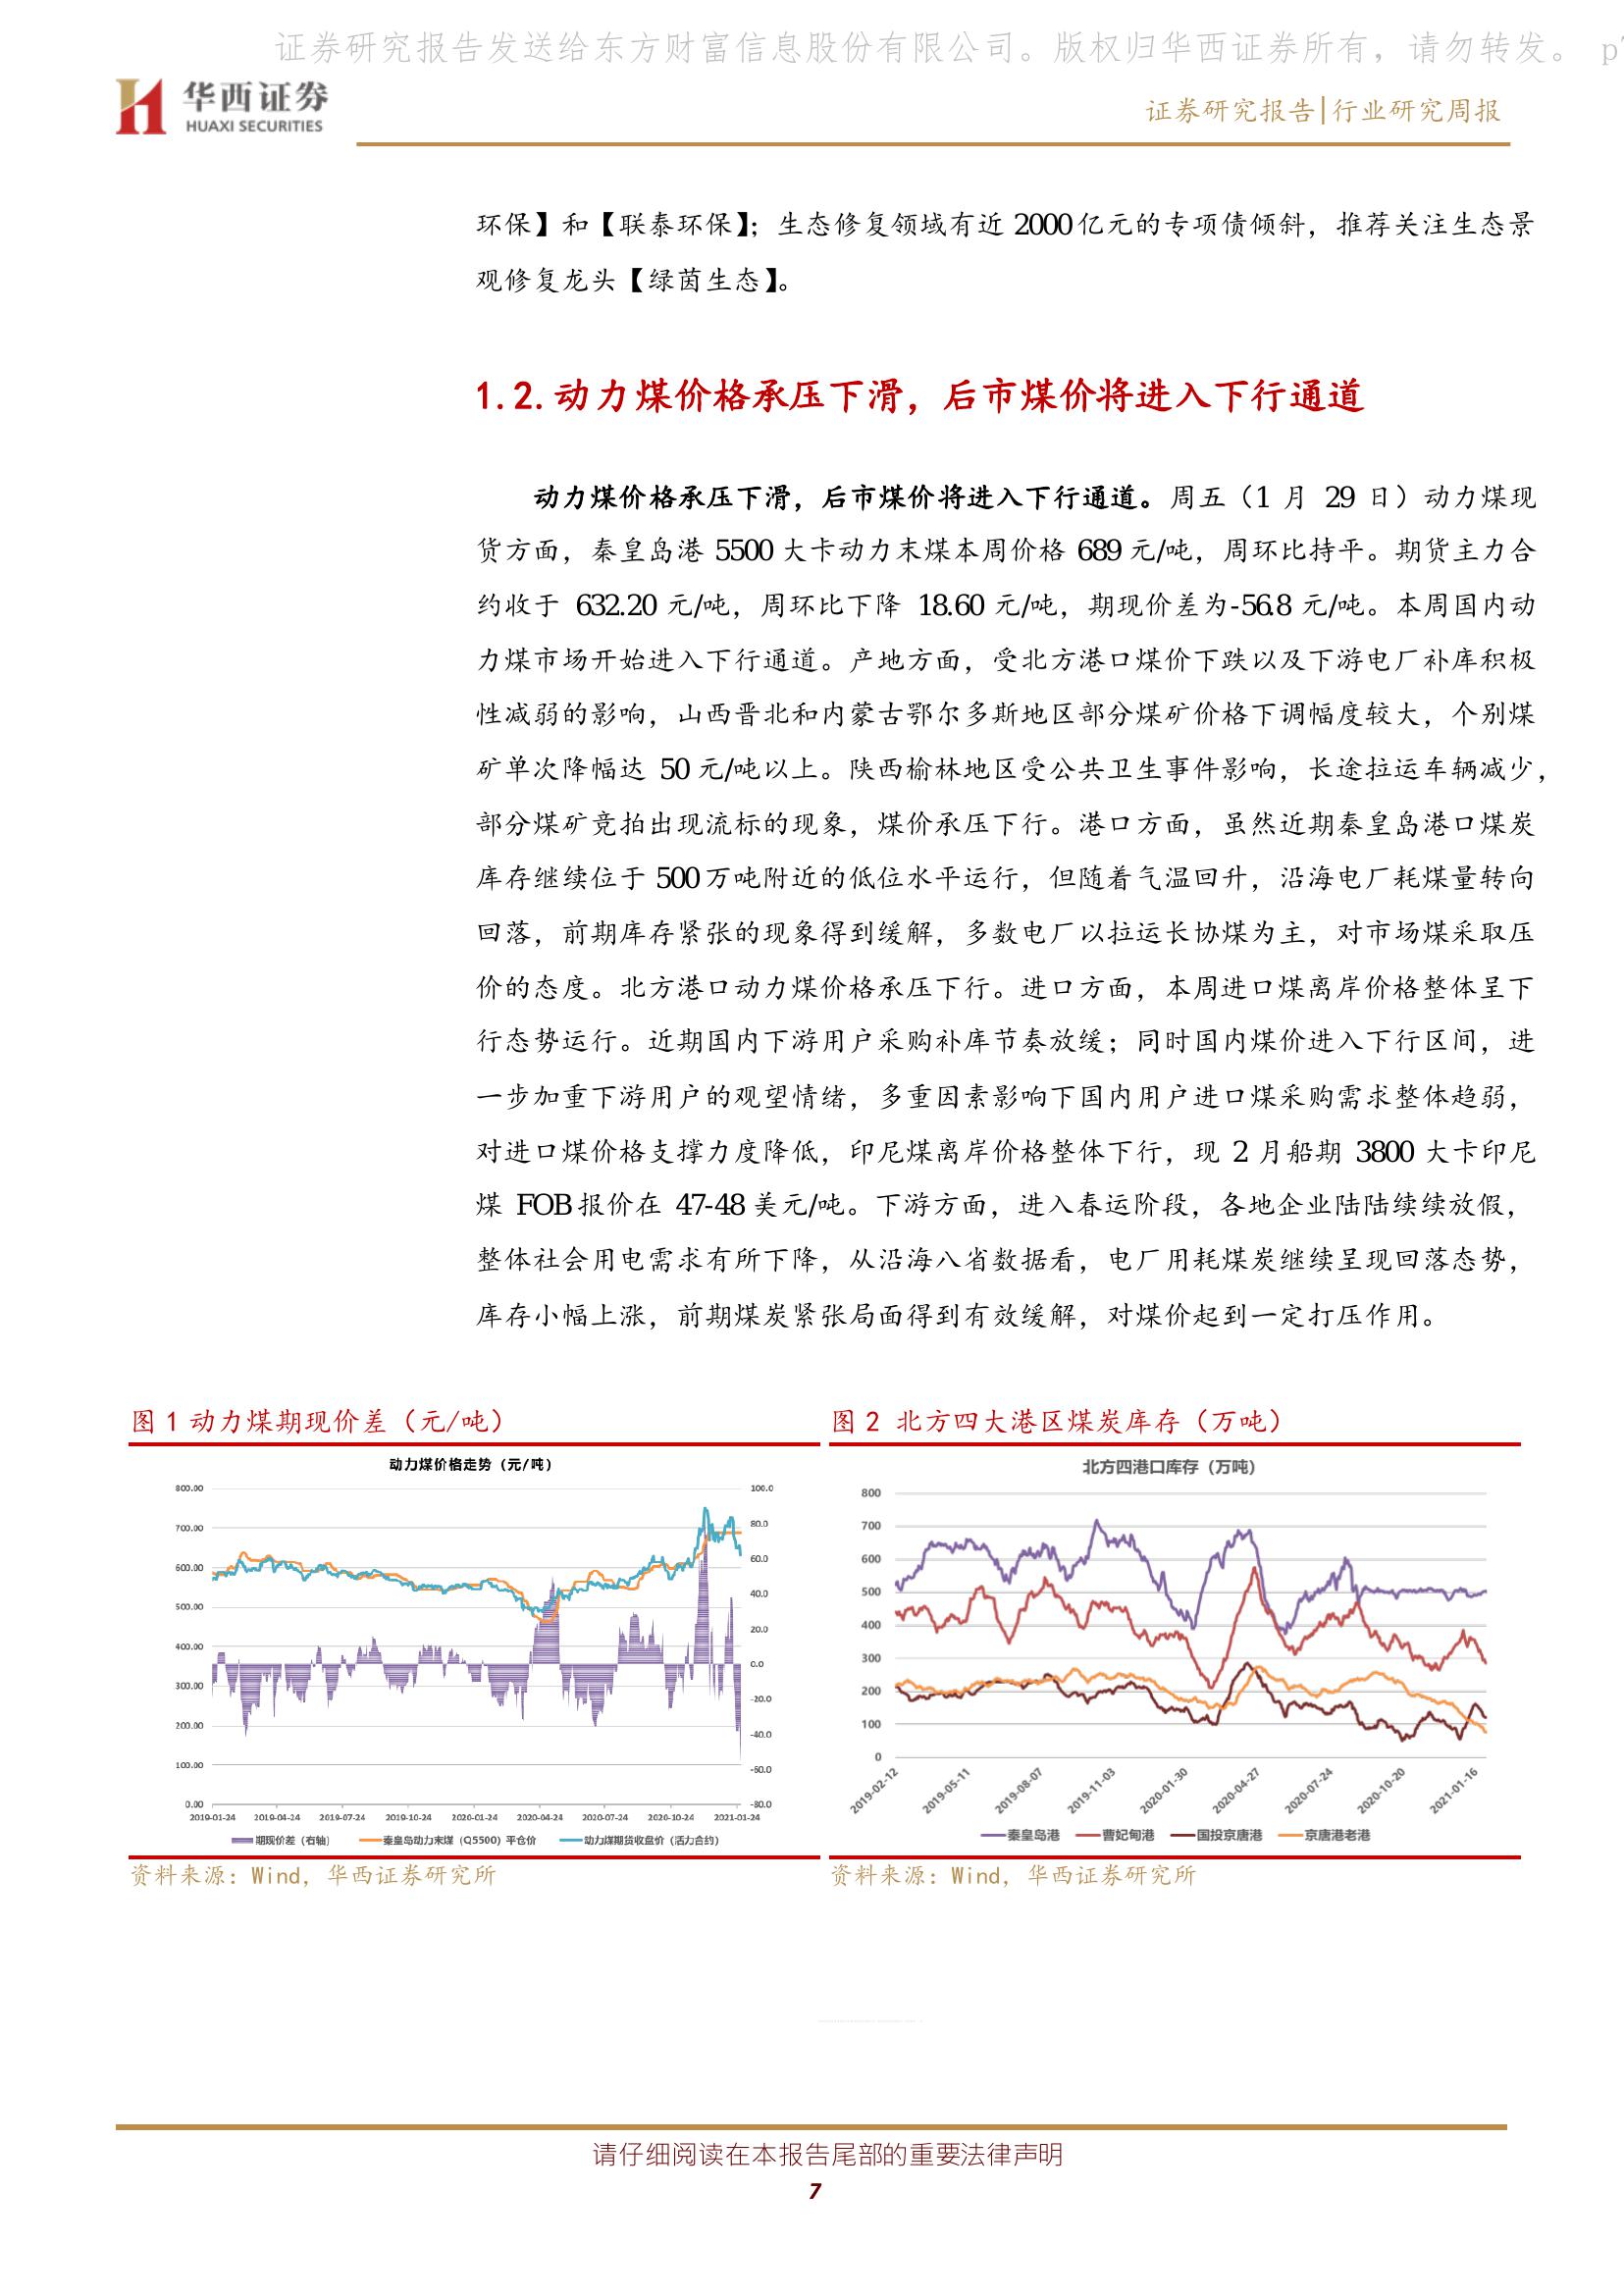 证券研究报告发送给东方财富信息股份有限公司。版权归华西证券所有，请勿转发。 p7
华西证券
HUAXI SECURITIES
证券研究报告|行业研究周报
环保】和【联泰环保】；生态修复领域有近 2000 亿元的专项债倾斜，推荐关注生态景
观修复龙头【绿茵生态】。
1.2.动力煤价格承压下滑，后市煤价将进入下行通道
动力煤价格承压下滑，后市煤价将进入下行通道。周五（1 月 29 日）动力煤现
货方面，秦皇岛港 5500 大卡动力末煤本周价格 689 元/吨，周环比持平。期货主力合
约收于 632.20 元/吨，周环比下降 18.60 元/吨，期现价差为-56.8 元/吨。本周国内动
力煤市场开始进入下行通道。产地方面，受北方港口煤价下跌以及下游电厂补库积极
性减弱的影响，山西晋北和内蒙古鄂尔多斯地区部分煤矿价格下调幅度较大，个别煤
矿单次降幅达 50 元/吨以上。陕西榆林地区受公共卫生事件影响，长途拉运车辆减少，
部分煤矿竞拍出现流标的现象，煤价承压下行。港口方面，虽然近期秦皇岛港口煤炭
库存继续位于 500 万吨附近的低位水平运行，但随着气温回升，沿海电厂耗煤量转向
回落，前期库存紧张的现象得到缓解，多数电厂以拉运长协煤为主，对市场煤采取压
价的态度。北方港口动力煤价格承压下行。进口方面，本周进口煤离岸价格整体呈下
行态势运行。近期国内下游用户采购补库节奏放缓；同时国内煤价进入下行区间，进
一步加重下游用户的观望情绪，多重因素影响下国内用户进口煤采购需求整体趋弱，
对进口煤价格支撑力度降低，印尼煤离岸价格整体下行，现 2 月船期 3800 大卡印尼
煤 FOB 报价在 47-48 美元/吨。下游方面，进入春运阶段，各地企业陆陆续续放假，
整体社会用电需求有所下降，从沿海八省数据看，电厂用耗煤炭继续呈现回落态势，
库存小幅上涨，前期煤炭紧张局面得到有效缓解，对煤价起到一定打压作用。
图 1 动力煤期现价差（元/吨）
动力煤价格走势（元/吨）
800.00
700.00
600.00
500.00
400.00
300.00
200.00
100.00
0.00
100.0
80.0
60.0
40.0
20.0
0.0
-20.0
-40.0
-60.0
-80.0
2019-01-24 2019-04-24 2019-07-24 2019-10-24 2020-01-24 2020-04-24 2020-07-24 2020-10-24 2021-01-24
期现价差（右轴） 秦皇岛动力末煤（Q5500）平仓价 动力煤期货收盘价（活力合约）
资料来源：Wind，华西证券研究所
图 2 北方四大港区煤炭库存（万吨）
北方四港口库存（万吨）
800
700
600
500
400
300
200
100
0
2019-02-12 2019-05-11 2019-08-07 2019-11-03 2020-01-30 2020-04-27 2020-07-24 2020-10-20 2021-01-16
秦皇岛港 曹妃甸港 国投京唐港 京唐港老港
资料来源：Wind，华西证券研究所
请仔细阅读在本报告尾部的重要法律声明
7